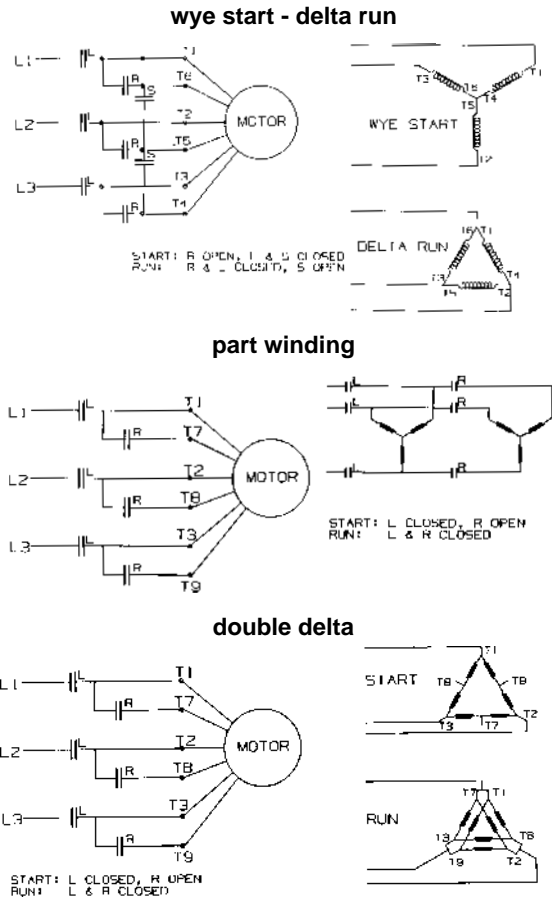 wye start - delta run
L1
L
T1
R
T6
S
L2
L
T2
R
S
T5
L3
L
T3
R
T4
MOTOR
T3
T6
T1
T5
T4
WYE START
T2
START: R OPEN, L & S CLOSED
RUN: R & L CLOSED, S OPEN
DELTA RUN
T6 T1
T3
T4
T5
T2
part winding
L1
L
T1
R
T7
L2
L
T2
R
T8
L3
L
T3
R
T9
MOTOR
L
R
L
R
L
R
START: L CLOSED, R OPEN
RUN: L & R CLOSED
double delta
L1
L
T1
R
T7
L2
L
T2
R
T8
L3
L
T3
R
T9
MOTOR
START: L CLOSED, R OPEN
RUN: L & R CLOSED
START
T1
T8
T9
T3
T7
T2
RUN
T7
T1
T3
T8
T9
T2